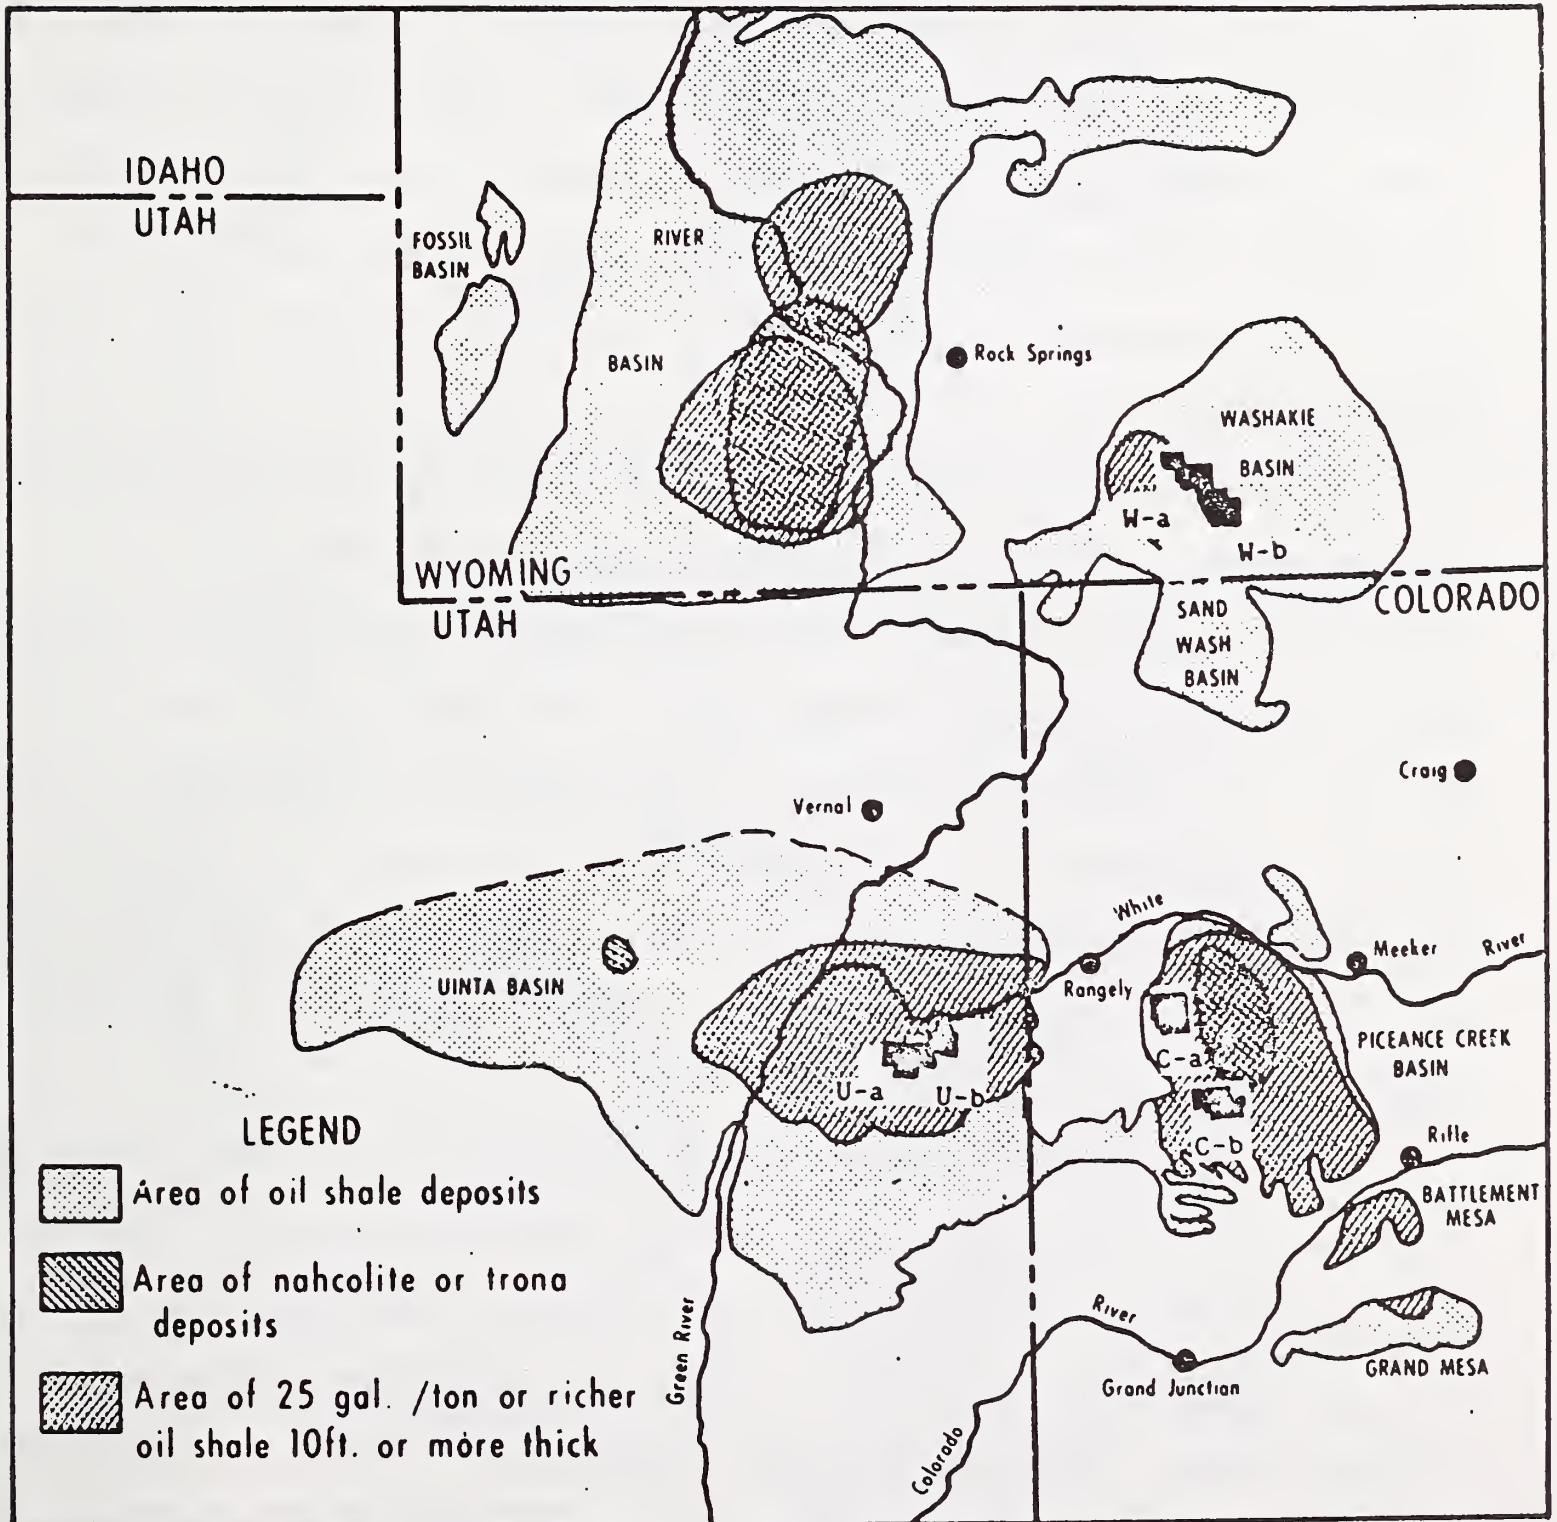 IDAHO
UTAH
FOSSIL
BASIN
RIVER
BASIN
Rock Springs
WASHAKIE
BASIN
W-a
W-b
WYOMING
UTAH
COLORADO
SAND
WASH
BASIN
Craig
Vernal
White
River
Meeker
Rangely
UINTA BASIN
PICEANCE CREEK
BASIN
C-a
U-a
U-b
C-b
Rifle
BATTLEMENT
MESA
River
Grand Junction
GRAND MESA
Green River
Colorado
LEGEND
Area of oil shale deposits
Area of nahcolite or trona
deposits
Area of 25 gal. /ton or richer
oil shale 10ft. or more thick